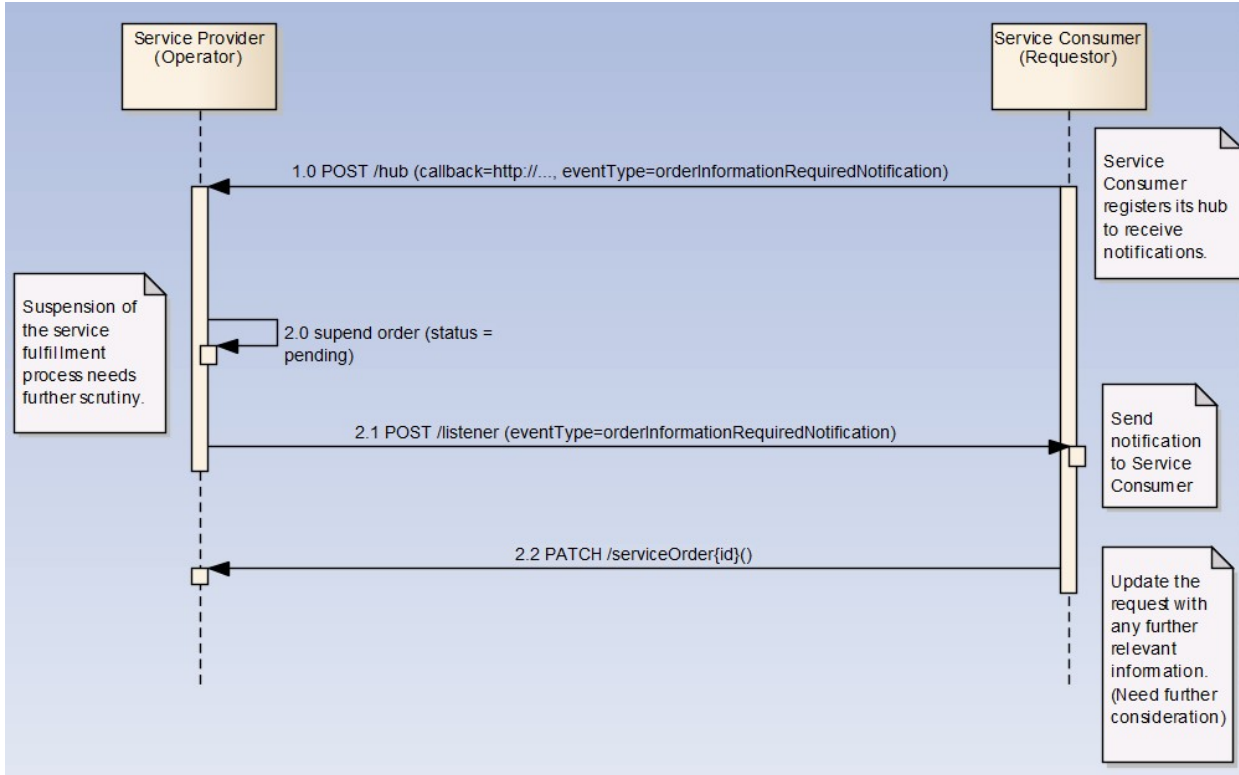 Service Provider
(Operator)
Service Consumer
(Requestor)
1.0 POST /hub (callback=http://..., eventType=orderInformationRequiredNotification)
Service
Consumer
registers its hub
to receive
notifications.
Suspension of
the service
fulfillment
process needs
further scrutiny.
2.0 supend order (status =
pending)
2.1 POST /listener (eventType=orderInformationRequiredNotification)
Send
notification
to Service
Consumer
2.2 PATCH /serviceOrder{id}()
Update the
request with
any further
relevant
information.
(Need further
consideration)